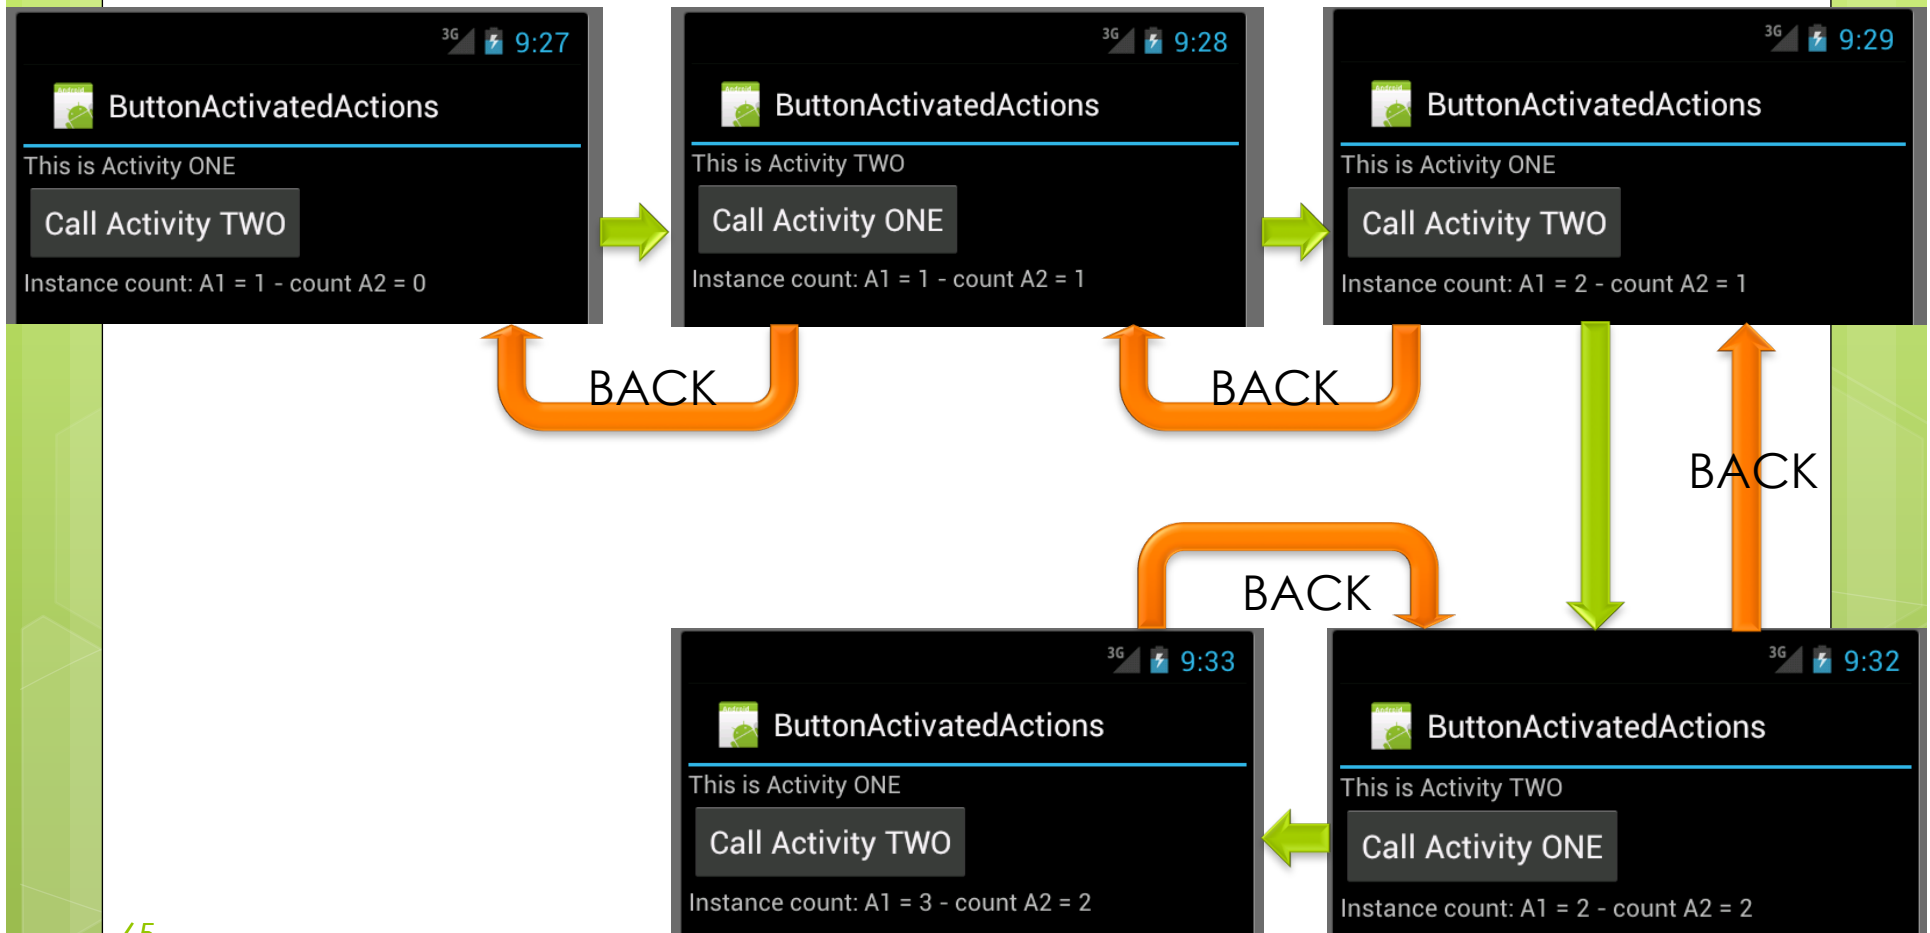 3G 9:27
ButtonActivatedActions
This is Activity ONE
Call Activity TWO
Instance count: A1 = 1 - count A2 = 0
3G 9:28
ButtonActivatedActions
This is Activity TWO
Call Activity ONE
Instance count: A1 = 1 - count A2 = 1
3G 9:29
ButtonActivatedActions
This is Activity ONE
Call Activity TWO
Instance count: A1 = 2 - count A2 = 1
BACK
BACK
BACK
BACK
3G 9:33
ButtonActivatedActions
This is Activity ONE
Call Activity TWO
Instance count: A1 = 3 - count A2 = 2
3G 9:32
ButtonActivatedActions
This is Activity TWO
Call Activity ONE
Instance count: A1 = 2 - count A2 = 2